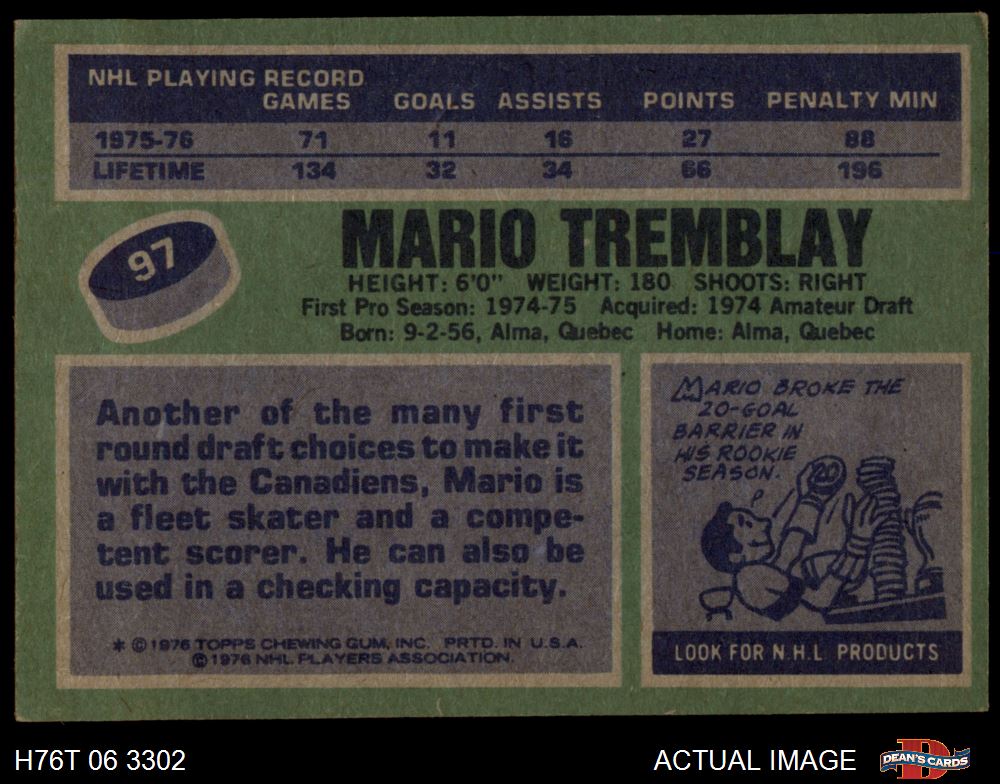 NHL PLAYING RECORD
GAMES GOALS ASSISTS POINTS PENALTY MIN
1975-76 71 11 16 27 88
LIFETIME 134 32 34 66 196
97
MARIO TREMBLAY
HEIGHT: 6'0" WEIGHT: 180 SHOOTS: RIGHT
First Pro Season: 1974-75 Acquired: 1974 Amateur Draft
Born: 9-2-56, Alma, Quebec Home: Alma, Quebec
Another of the many first
round draft choices to make it
with the Canadiens, Mario is
a fleet skater and a compe-
tent scorer. He can also be
used in a checking capacity.
* © 1976 TOPPS CHEWING GUM, INC. PRTD. IN U.S.A.
© 1976 NHL PLAYERS ASSOCIATION.
MARIO BROKE THE
20-GOAL
BARRIER IN
HIS ROOKIE
SEASON.
20
LOOK FOR N.H.L PRODUCTS
H76T 06 3302 ACTUAL IMAGE
D
DEAN'S CARDS